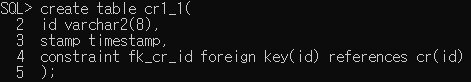 SQL> create table cr1_1(
  2  id varchar2(8),
  3  stamp timestamp,
  4  constraint fk_cr_id foreign key(id) references cr(id)
  5  );